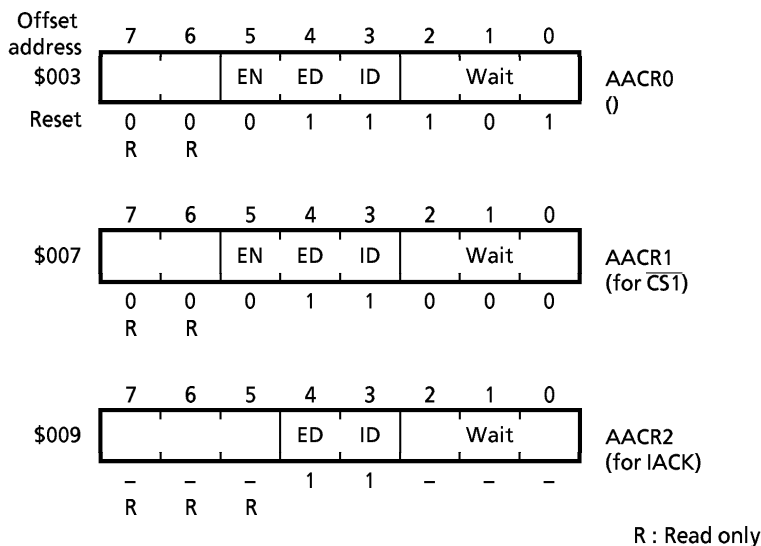 Offset
address
7 6 5 4 3 2 1 0
$003 EN ED ID Wait AACR0
()
Reset 0 0 0 1 1 1 0 1
R R
7 6 5 4 3 2 1 0
$007 EN ED ID Wait AACR1
(for CS1)
0 0 0 1 1 0 0 0
R R
7 6 5 4 3 2 1 0
$009 ED ID Wait AACR2
(for IACK)
– – – 1 1 – – –
R R R
R : Read only